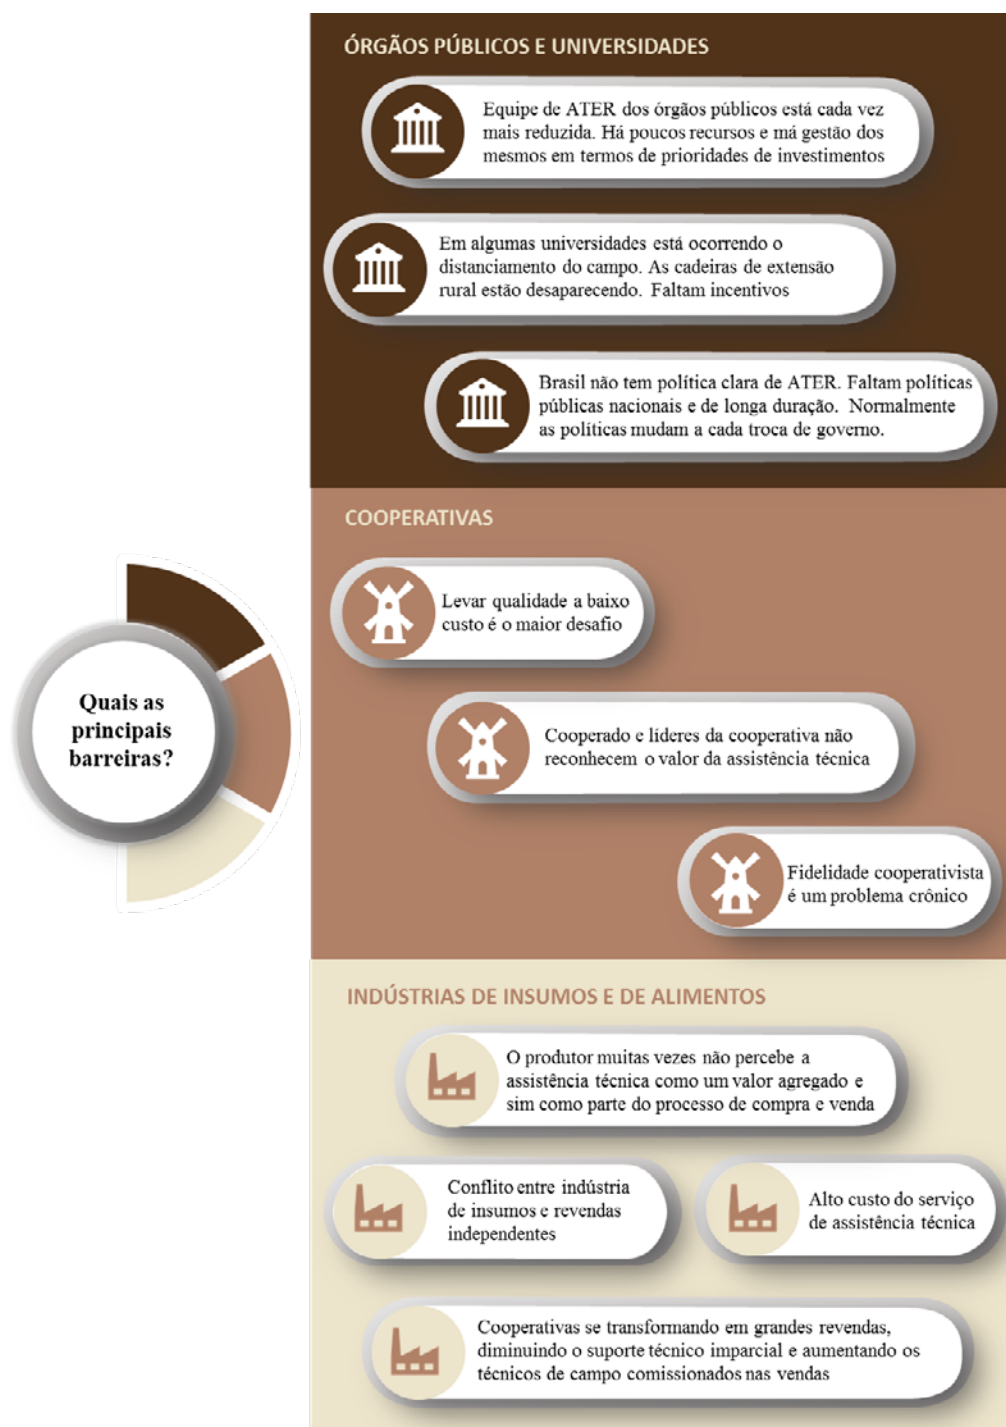 ÓRGÃOS PÚBLICOS E UNIVERSIDADES
Equipe de ATER dos órgãos públicos está cada vez
mais reduzida. Há poucos recursos e má gestão dos
mesmos em termos de prioridades de investimentos
Em algumas universidades está ocorrendo o
distanciamento do campo. As cadeiras de extensão
rural estão desaparecendo. Faltam incentivos
Brasil não tem política clara de ATER. Faltam políticas
públicas nacionais e de longa duração. Normalmente
as políticas mudam a cada troca de governo.
COOPERATIVAS
Levar qualidade a baixo
custo é o maior desafio
Quais as
principais
barreiras?
Cooperado e líderes da cooperativa não
reconhecem o valor da assistência técnica
Fidelidade cooperativista
é um problema crônico
INDÚSTRIAS DE INSUMOS E DE ALIMENTOS
O produtor muitas vezes não percebe a
assistência técnica como um valor agregado e
sim como parte do processo de compra e venda
Conflito entre indústria
de insumos e revendas
independentes
Alto custo do serviço
de assistência técnica
Cooperativas se transformando em grandes revendas,
diminuindo o suporte técnico imparcial e aumentando os
técnicos de campo comissionados nas vendas